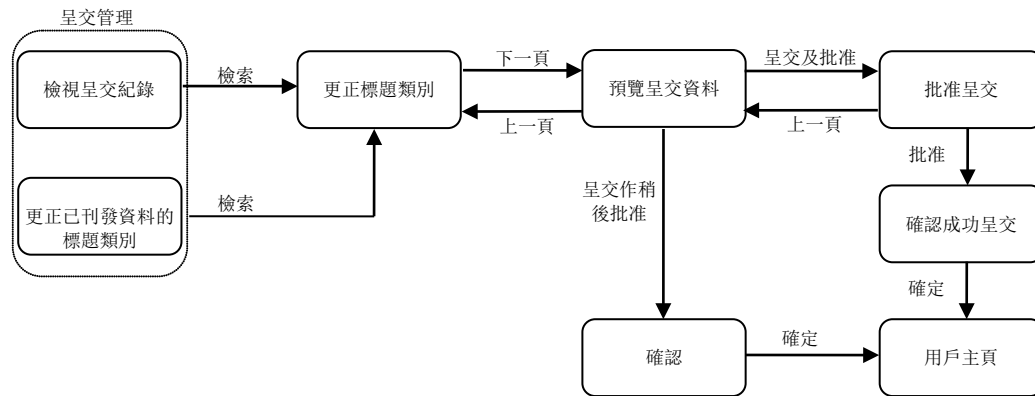 呈交管理
檢視呈交紀錄
檢索
更正標題類別
下一頁
上一頁
預覽呈交資料
呈交及批准
上一頁
批准呈交
更正已刊發資料的
標題類別
檢索
呈交作稍
後批准
批准
確認成功呈交
確定
確認
確定
用戶主頁